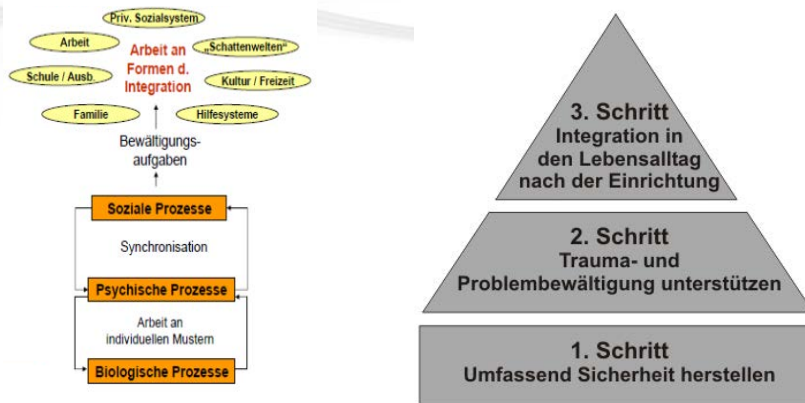 Priv. Sozialsystem
Arbeit
„Schattenwelten“
Arbeit an
Formen d.
Integration
Schule / Ausb.
Kultur / Freizeit
Familie
Hilfesysteme
Bewältigungs-
aufgaben
Soziale Prozesse
Synchronisation
Psychische Prozesse
Arbeit an
individuellen Mustern
Biologische Prozesse
3. Schritt
Integration in
den Lebensalltag
nach der Einrichtung
2. Schritt
Trauma- und
Problembewältigung unterstützen
1. Schritt
Umfassend Sicherheit herstellen